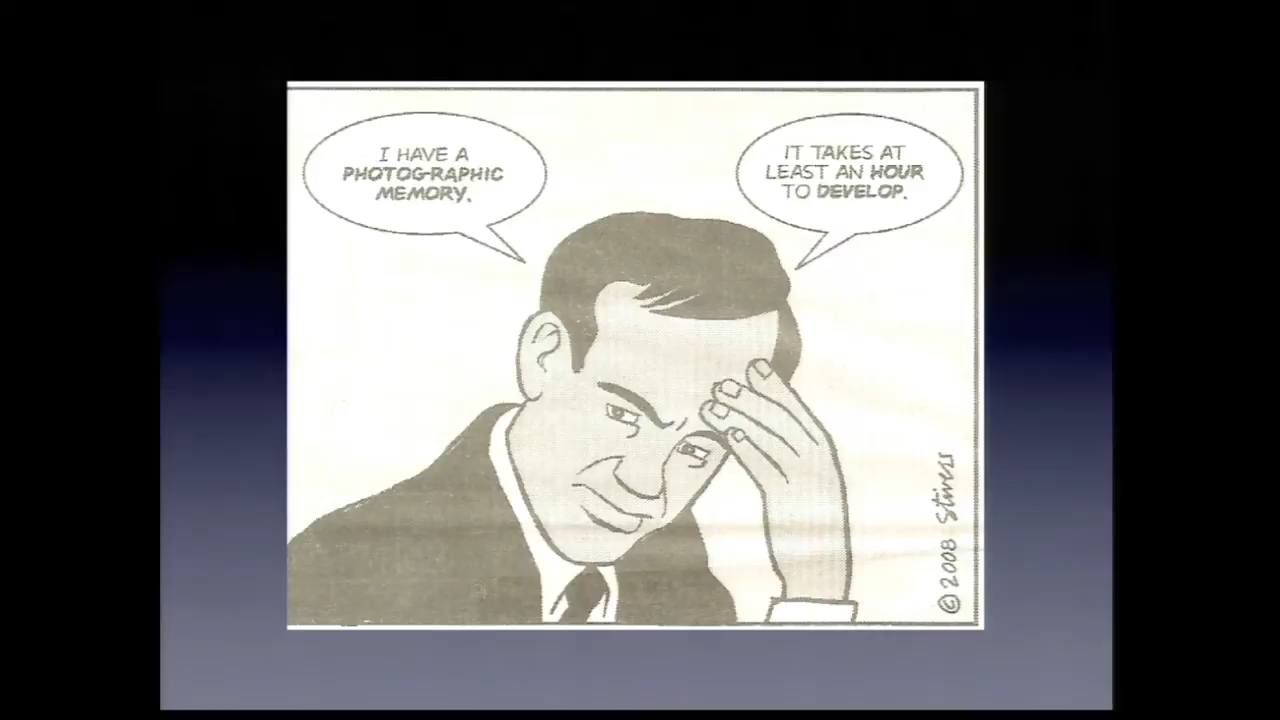 I HAVE A
PHOTOG-RAPHIC
MEMORY.
IT TAKES AT
LEAST AN HOUR
TO DEVELOP.
© 2008 Stivers